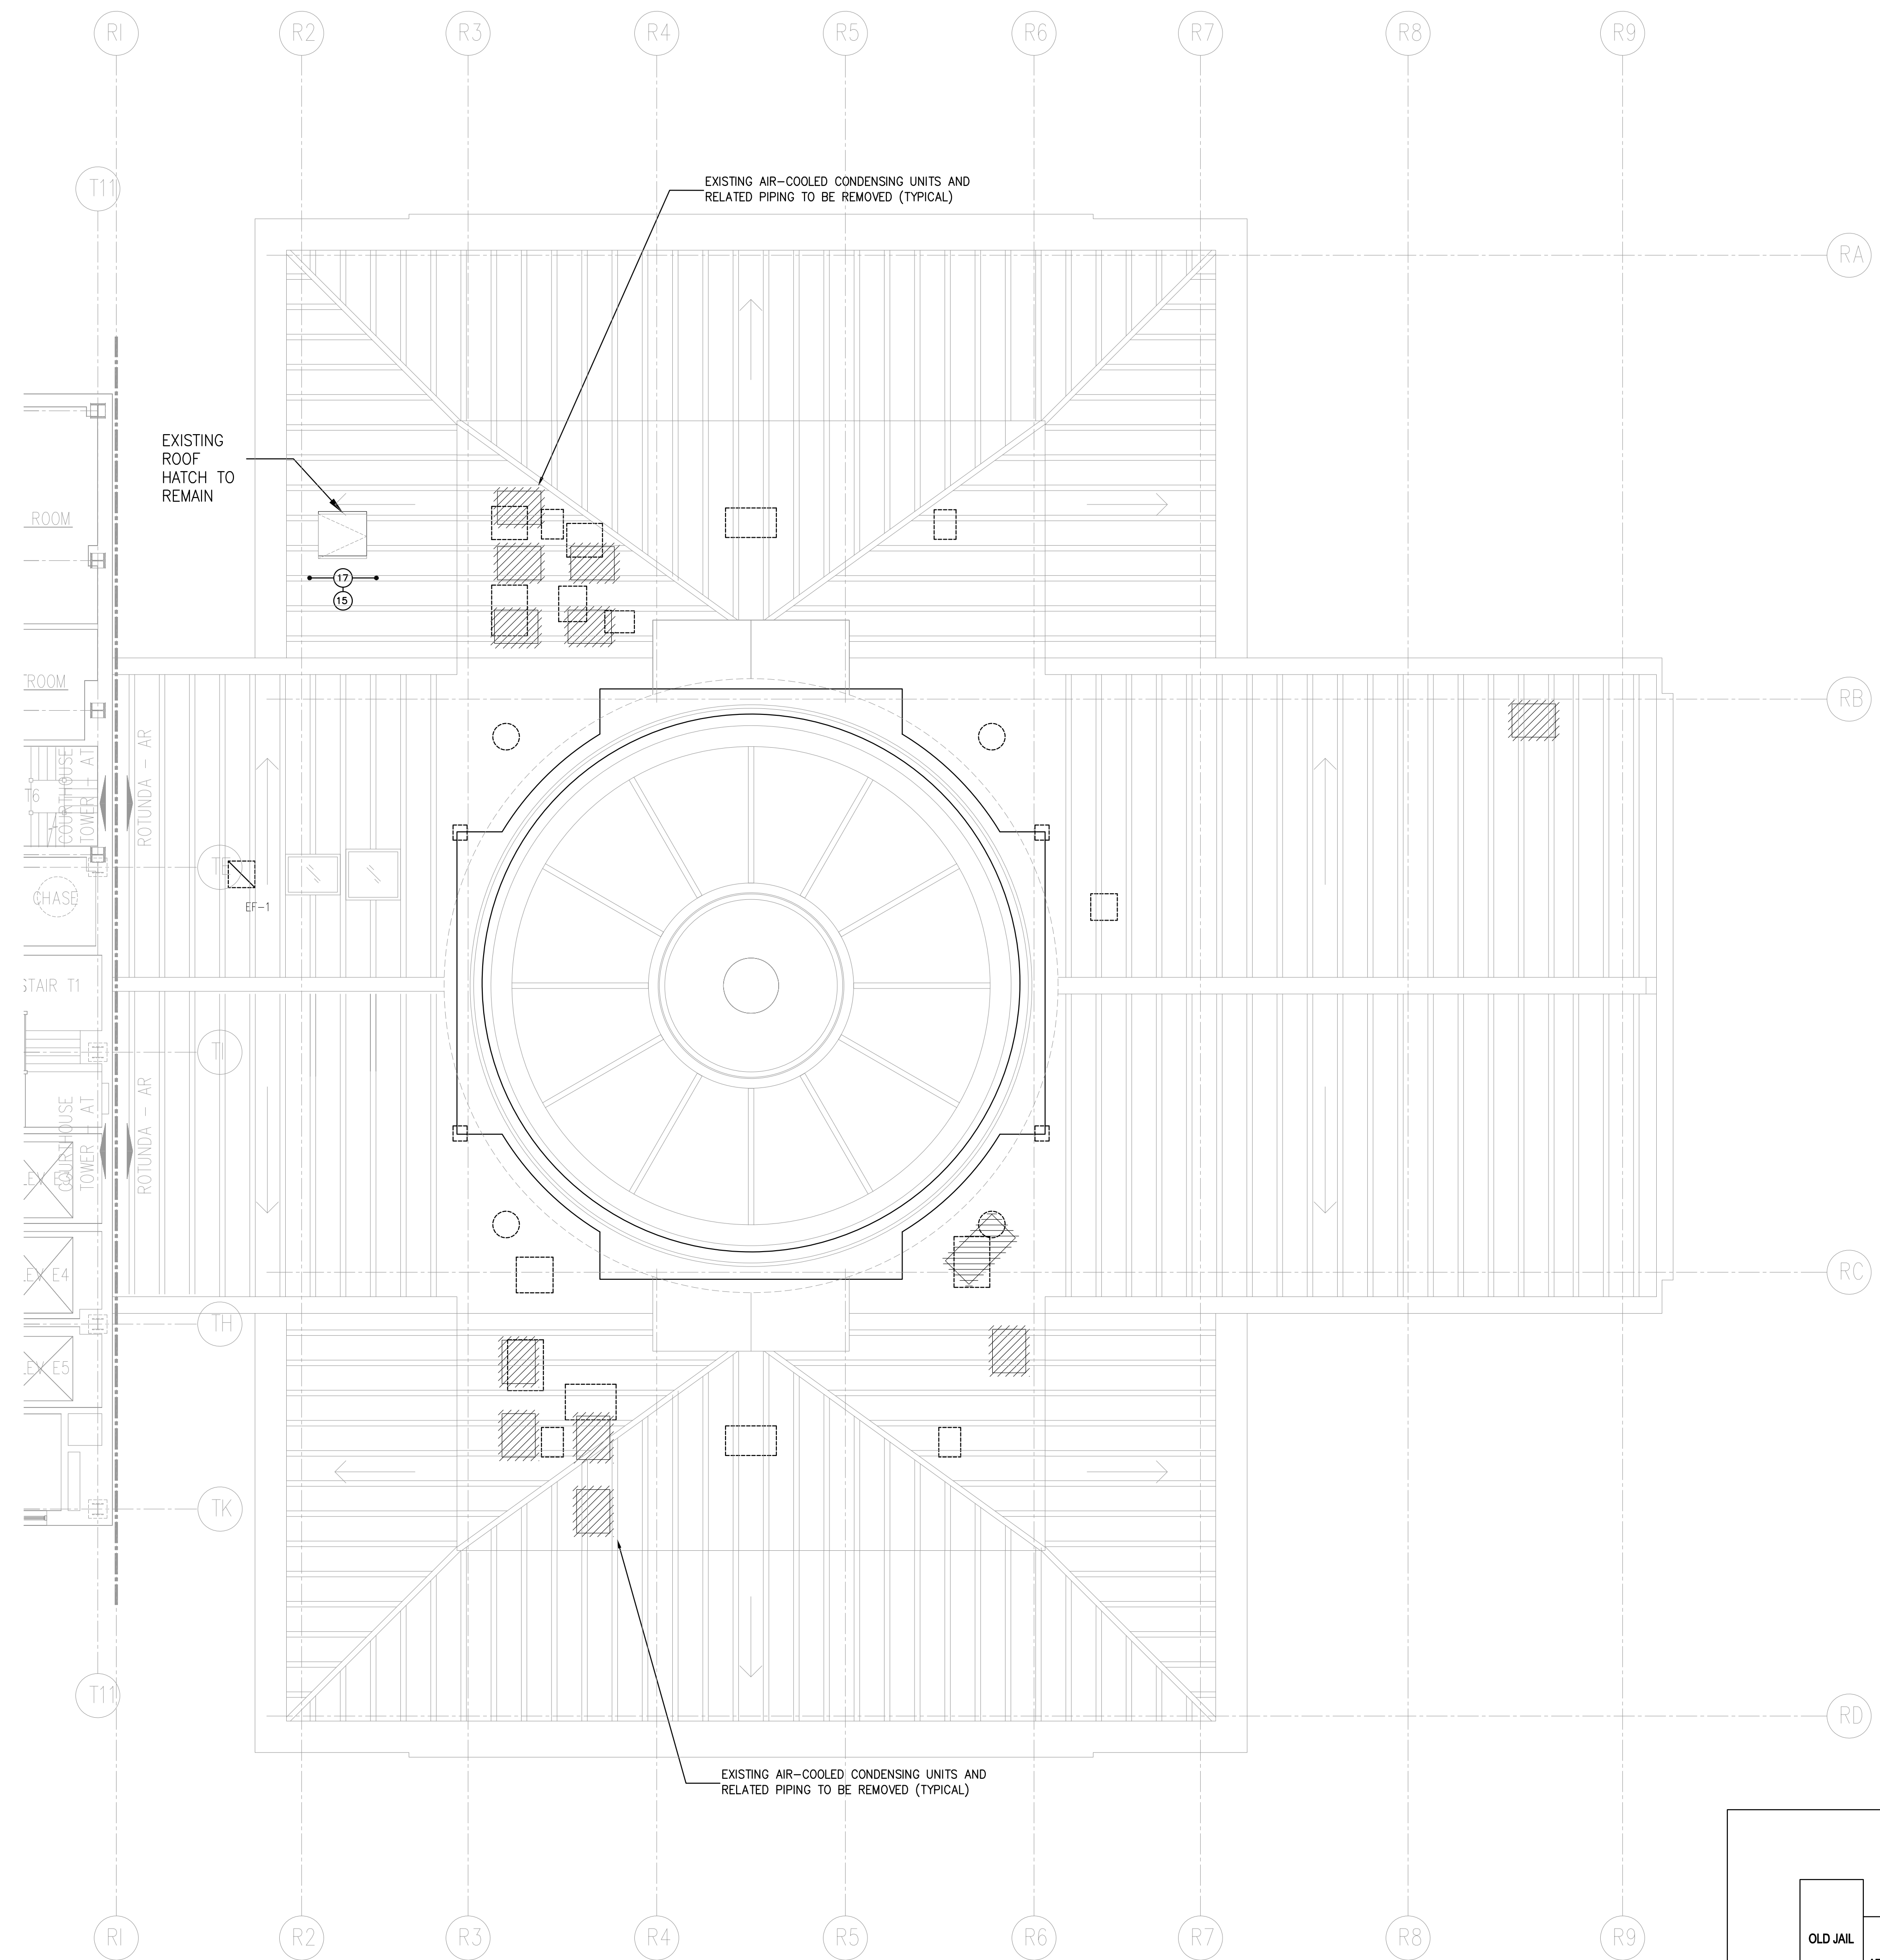 RI
R2
R3
R4
R5
R6
R7
R8
R9
T11
EXISTING AIR-COOLED CONDENSING UNITS AND
RELATED PIPING TO BE REMOVED (TYPICAL)
RA
EXISTING
ROOF
HATCH TO
REMAIN
ROOM
17
15
ROOM
RB
COURTHOUSE
TOWER - AT
ROTUNDA - AR
T6
CHASE
EF-1
STAIR T1
TI
COURTHOUSE
TOWER - AT
ROTUNDA - AR
E4
RC
TH
E5
TK
T11
RD
EXISTING AIR-COOLED CONDENSING UNITS AND
RELATED PIPING TO BE REMOVED (TYPICAL)
OLD JAIL
RI
R2
R3
R4
R5
R6
R7
R8
R9